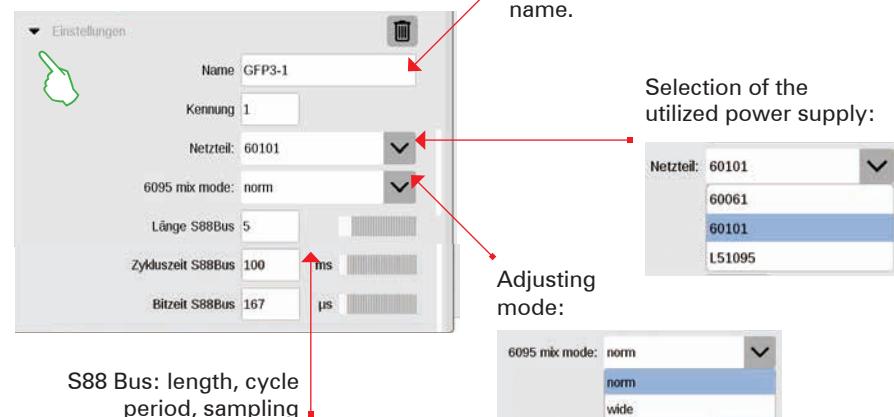 name.
Einstellungen
Name GFP3-1
Kennung 1
Netzteil: 60101
6095 mix mode: norm
Länge S88Bus 5
Zykluszeit S88Bus 100 ms
Bitzeit S88Bus 167 µs
Selection of the
utilized power supply:
Netzteil: 60101
60061
60101
L51095
Adjusting
mode:
6095 mix mode: norm
norm
wide
S88 Bus: length, cycle
period, sampling